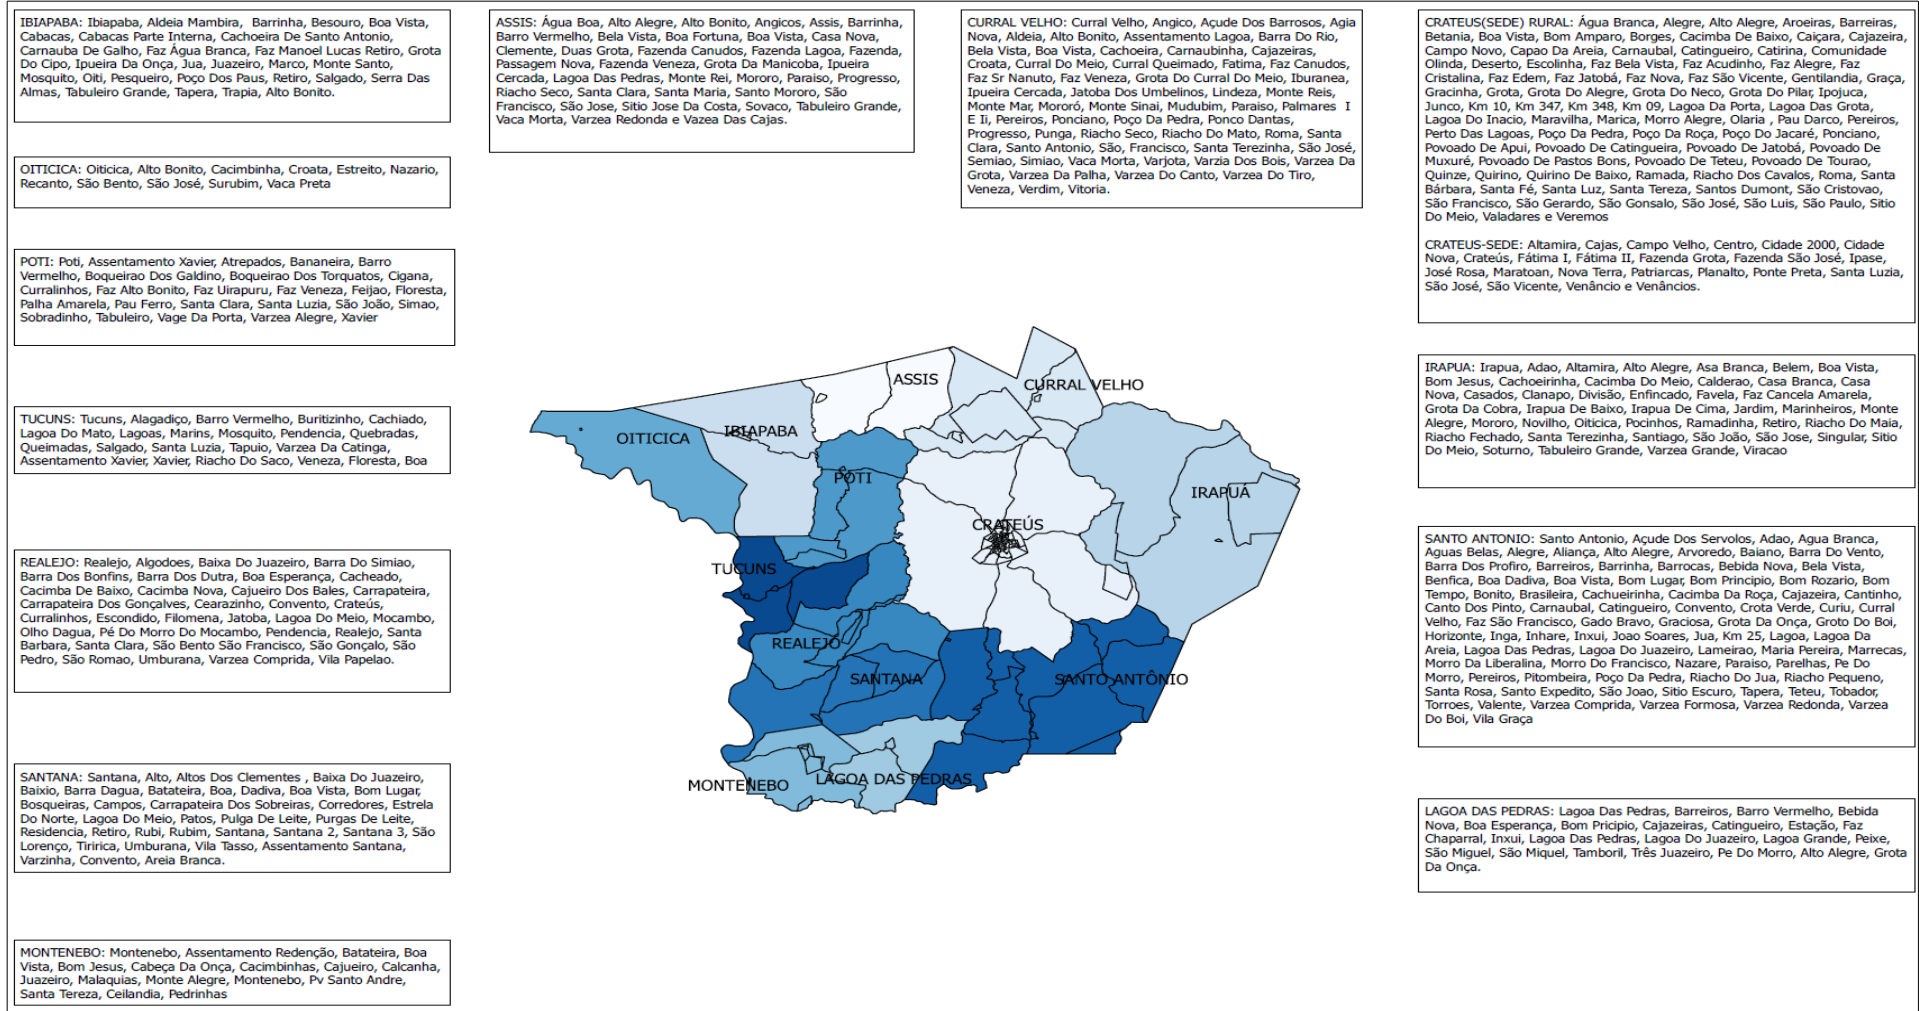 IBIAPABA: Ibiapaba, Aldeia Mambira,  Barrinha, Besouro, Boa Vista,
Cabacas, Cabacas Parte Interna, Cachoeira De Santo Antonio,
Carnauba De Galho, Faz Água Branca, Faz Manoel Lucas Retiro, Grota
Do Cipo, Ipueira Da Onça, Jua, Juazeiro, Marco, Monte Santo,
Mosquito, Oiti, Pesqueiro, Poço Dos Paus, Retiro, Salgado, Serra Das
Almas, Tabuleiro Grande, Tapera, Trapia, Alto Bonito.
OITICICA: Oiticica, Alto Bonito, Cacimbinha, Croata, Estreito, Nazario,
Recanto, São Bento, São José, Surubim, Vaca Preta
POTI: Poti, Assentamento Xavier, Atrepados, Bananeira, Barro
Vermelho, Boqueirao Dos Galdino, Boqueirao Dos Torquatos, Cigana,
Curralinhos, Faz Alto Bonito, Faz Uirapuru, Faz Veneza, Feijao, Floresta,
Palha Amarela, Pau Ferro, Santa Clara, Santa Luzia, São João, Simao,
Sobradinho, Tabuleiro, Vage Da Porta, Varzea Alegre, Xavier
TUCUNS: Tucuns, Alagadiço, Barro Vermelho, Buritizinho, Cachiado,
Lagoa Do Mato, Lagoas, Marins, Mosquito, Pendencia, Quebradas,
Queimadas, Salgado, Santa Luzia, Tapuio, Varzea Da Catinga,
Assentamento Xavier, Xavier, Riacho Do Saco, Veneza, Floresta, Boa
REALEJO: Realejo, Algodoes, Baixa Do Juazeiro, Barra Do Simiao,
Barra Dos Bonfins, Barra Dos Dutra, Boa Esperança, Cacheado,
Cacimba De Baixo, Cacimba Nova, Cajueiro Dos Bales, Carrapateira,
Carrapateira Dos Gonçalves, Cearazinho, Convento, Crateús,
Curralinhos, Escondido, Filomena, Jatoba, Lagoa Do Meio, Mocambo,
Olho Dagua, Pé Do Morro Do Mocambo, Pendencia, Realejo, Santa
Barbara, Santa Clara, São Bento São Francisco, São Gonçalo, São
Pedro, São Romao, Umburana, Varzea Comprida, Vila Papelao.
SANTANA: Santana, Alto, Altos Dos Clementes , Baixa Do Juazeiro,
Baixio, Barra Dagua, Batateira, Boa, Dadiva, Boa Vista, Bom Lugar,
Bosqueiras, Campos, Carrapateira Dos Sobreiras, Corredores, Estrela
Do Norte, Lagoa Do Meio, Patos, Pulga De Leite, Purgas De Leite,
Residencia, Retiro, Rubi, Rubim, Santana, Santana 2, Santana 3, São
Lorenço, Tiririca, Umburana, Vila Tasso, Assentamento Santana,
Varzinha, Convento, Areia Branca.
MONTENEBO: Montenebo, Assentamento Redenção, Batateira, Boa
Vista, Bom Jesus, Cabeça Da Onça, Cacimbinhas, Cajueiro, Calcanha,
Juazeiro, Malaquias, Monte Alegre, Montenebo, Pv Santo Andre,
Santa Tereza, Ceilandia, Pedrinhas
ASSIS: Água Boa, Alto Alegre, Alto Bonito, Angicos, Assis, Barrinha,
Barro Vermelho, Bela Vista, Boa Fortuna, Boa Vista, Casa Nova,
Clemente, Duas Grota, Fazenda Canudos, Fazenda Lagoa, Fazenda,
Passagem Nova, Fazenda Veneza, Grota Da Manicoba, Ipueira
Cercada, Lagoa Das Pedras, Monte Rei, Mororo, Paraiso, Progresso,
Riacho Seco, Santa Clara, Santa Maria, Santo Mororo, São
Francisco, São Jose, Sitio Jose Da Costa, Sovaco, Tabuleiro Grande,
Vaca Morta, Varzea Redonda e Vazea Das Cajas.
CURRAL VELHO: Curral Velho, Angico, Açude Dos Barrosos, Agia
Nova, Aldeia, Alto Bonito, Assentamento Lagoa, Barra Do Rio,
Bela Vista, Boa Vista, Cachoeira, Carnaubinha, Cajazeiras,
Croata, Curral Do Meio, Curral Queimado, Fatima, Faz Canudos,
Faz Sr Nanuto, Faz Veneza, Grota Do Curral Do Meio, Iburanea,
Ipueira Cercada, Jatoba Dos Umbelinos, Lindeza, Monte Reis,
Monte Mar, Mororó, Monte Sinai, Mudubim, Paraiso, Palmares  I
E Ii, Pereiros, Ponciano, Poço Da Pedra, Ponco Dantas,
Progresso, Punga, Riacho Seco, Riacho Do Mato, Roma, Santa
Clara, Santo Antonio, São, Francisco, Santa Terezinha, São José,
Semiao, Simiao, Vaca Morta, Varjota, Varzia Dos Bois, Varzea Da
Grota, Varzea Da Palha, Varzea Do Canto, Varzea Do Tiro,
Veneza, Verdim, Vitoria.
CRATEUS(SEDE) RURAL: Água Branca, Alegre, Alto Alegre, Aroeiras, Barreiras,
Betania, Boa Vista, Bom Amparo, Borges, Cacimba De Baixo, Caiçara, Cajazeira,
Campo Novo, Capao Da Areia, Carnaubal, Catingueiro, Catirina, Comunidade
Olinda, Deserto, Escolinha, Faz Bela Vista, Faz Acudinho, Faz Alegre, Faz
Cristalina, Faz Edem, Faz Jatobá, Faz Nova, Faz São Vicente, Gentilandia, Graça,
Gracinha, Grota, Grota Do Alegre, Grota Do Neco, Grota Do Pilar, Ipojuca,
Junco, Km 10, Km 347, Km 348, Km 09, Lagoa Da Porta, Lagoa Das Grota,
Lagoa Do Inacio, Maravilha, Marica, Morro Alegre, Olaria , Pau Darco, Pereiros,
Perto Das Lagoas, Poço Da Pedra, Poço Da Roça, Poço Do Jacaré, Ponciano,
Povoado De Apui, Povoado De Catingueira, Povoado De Jatobá, Povoado De
Muxuré, Povoado De Pastos Bons, Povoado De Teteu, Povoado De Tourao,
Quinze, Quirino, Quirino De Baixo, Ramada, Riacho Dos Cavalos, Roma, Santa
Bárbara, Santa Fé, Santa Luz, Santa Tereza, Santos Dumont, São Cristovao,
São Francisco, São Gerardo, São Gonsalo, São José, São Luis, São Paulo, Sitio
Do Meio, Valadares e Veremos
CRATEUS-SEDE: Altamira, Cajas, Campo Velho, Centro, Cidade 2000, Cidade
Nova, Crateús, Fátima I, Fátima II, Fazenda Grota, Fazenda São José, Ipase,
José Rosa, Maratoan, Nova Terra, Patriarcas, Planalto, Ponte Preta, Santa Luzia,
São José, São Vicente, Venâncio e Venâncios.
IRAPUA: Irapua, Adao, Altamira, Alto Alegre, Asa Branca, Belem, Boa Vista,
Bom Jesus, Cachoeirinha, Cacimba Do Meio, Calderao, Casa Branca, Casa
Nova, Casados, Clanapo, Divisão, Enfincado, Favela, Faz Cancela Amarela,
Grota Da Cobra, Irapua De Baixo, Irapua De Cima, Jardim, Marinheiros, Monte
Alegre, Mororo, Novilho, Oiticica, Pocinhos, Ramadinha, Retiro, Riacho Do Maia,
Riacho Fechado, Santa Terezinha, Santiago, São João, São Jose, Singular, Sitio
Do Meio, Soturno, Tabuleiro Grande, Varzea Grande, Viracao
SANTO ANTONIO: Santo Antonio, Açude Dos Servolos, Adao, Agua Branca,
Aguas Belas, Alegre, Aliança, Alto Alegre, Arvoredo, Baiano, Barra Do Vento,
Barra Dos Profiro, Barreiros, Barrinha, Barrocas, Bebida Nova, Bela Vista,
Benfica, Boa Dadiva, Boa Vista, Bom Lugar, Bom Principio, Bom Rozario, Bom
Tempo, Bonito, Brasileira, Cachueirinha, Cacimba Da Roça, Cajazeira, Cantinho,
Canto Dos Pinto, Carnaubal, Catingueiro, Convento, Crota Verde, Curiu, Curral
Velho, Faz São Francisco, Gado Bravo, Graciosa, Grota Da Onça, Groto Do Boi,
Horizonte, Inga, Inhare, Inxui, Joao Soares, Jua, Km 25, Lagoa, Lagoa Da
Areia, Lagoa Das Pedras, Lagoa Do Juazeiro, Lameirao, Maria Pereira, Marrecas,
Morro Da Liberalina, Morro Do Francisco, Nazare, Paraiso, Parelhas, Pe Do
Morro, Pereiros, Pitombeira, Poço Da Pedra, Riacho Do Jua, Riacho Pequeno,
Santa Rosa, Santo Expedito, São Joao, Sitio Escuro, Tapera, Teteu, Tobador,
Torroes, Valente, Varzea Comprida, Varzea Formosa, Varzea Redonda, Varzea
Do Boi, Vila Graça
LAGOA DAS PEDRAS: Lagoa Das Pedras, Barreiros, Barro Vermelho, Bebida
Nova, Boa Esperança, Bom Pricipio, Cajazeiras, Catingueiro, Estação, Faz
Chaparral, Inxui, Lagoa Das Pedras, Lagoa Do Juazeiro, Lagoa Grande, Peixe,
São Miguel, São Miquel, Tamboril, Três Juazeiro, Pe Do Morro, Alto Alegre, Grota
Da Onça.
ASSIS
CURRAL VELHO
OITICICA
IBIAPABA
POTI
IRAPUÁ
CRATEÚS
TUCUNS
REALEJO
SANTANA
SANTO ANTÔNIO
MONTENEBO
LAGOA DAS PEDRAS